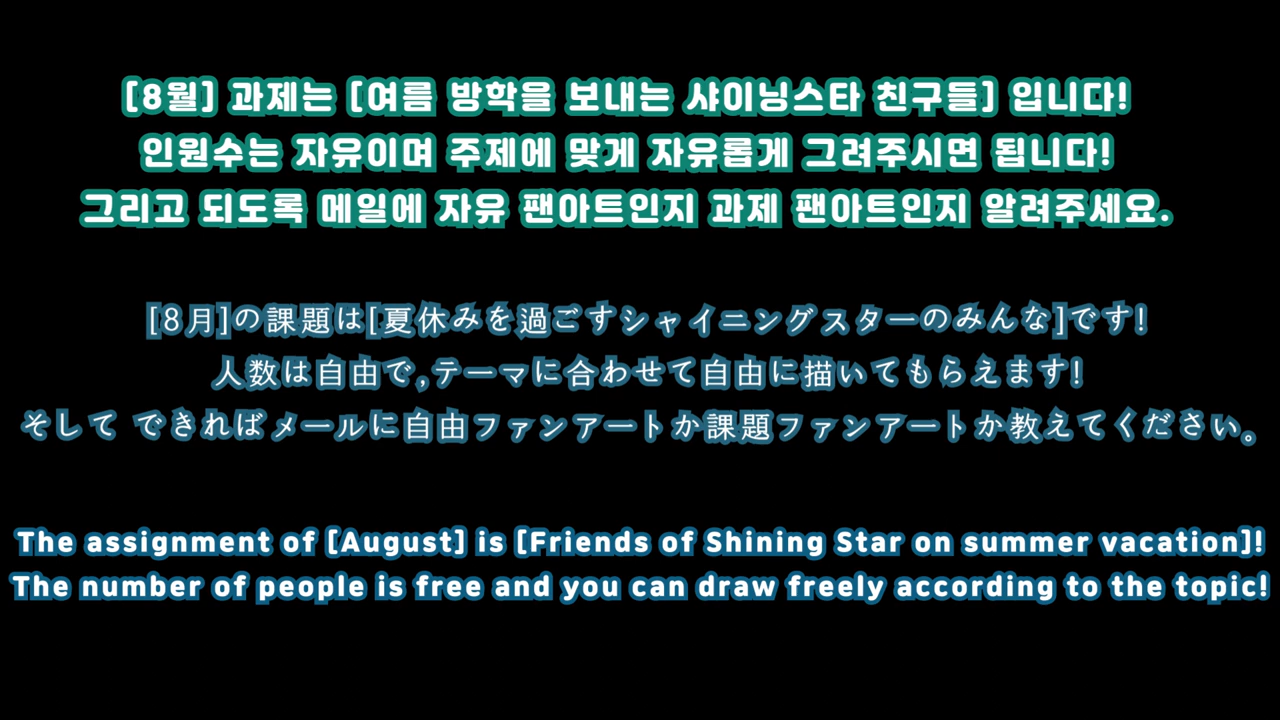 [8월] 과제는 [여름 방학을 보내는 샤이닝스타 친구들] 입니다!
인원수는 자유이며 주제에 맞게 자유롭게 그려주시면 됩니다!
그리고 되도록 메일에 자유 팬아트인지 과제 팬아트인지 알려주세요.
[8月]の課題は[夏休みを過ごすシャイニングスターのみんな]です!
人数は自由で,テーマに合わせて自由に描いてもらえます!
そして できればメールに自由ファンアートか課題ファンアートか教えてください。
The assignment of [August] is [Friends of Shining Star on summer vacation]!
The number of people is free and you can draw freely according to the topic!